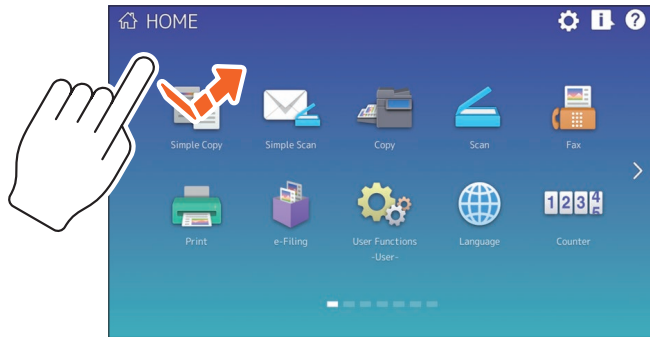 HOME
Simple Copy
Simple Scan
Copy
Scan
Fax
Print
e-Filing
User Functions
-User-
Language
Counter